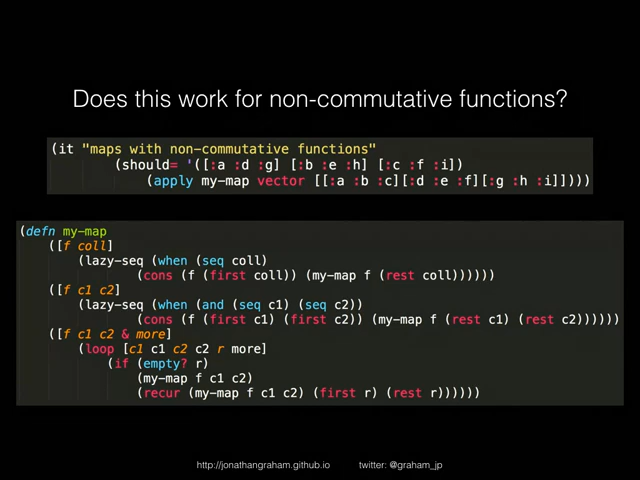 Does this work for non-commutative functions?
(it "maps with non-commutative functions"
(should= '([:a :d :g] [:b :e :h] [:c :f :i])
(apply my-map vector [[:a :b :c][:d :e :f][:g :h :i]])))
(defn my-map
([f coll]
(lazy-seq (when (seq coll)
(cons (f (first coll)) (my-map f (rest coll))))))
([f c1 c2]
(lazy-seq (when (and (seq c1) (seq c2))
(cons (f (first c1) (first c2)) (my-map f (rest c1) (rest c2))))))
([f c1 c2 & more]
(loop [c1 c1 c2 c2 r more]
(if (empty? r)
(my-map f c1 c2)
(recur (my-map f c1 c2) (first r) (rest r))))))
http://jonathangraham.github.io twitter: @graham_jp